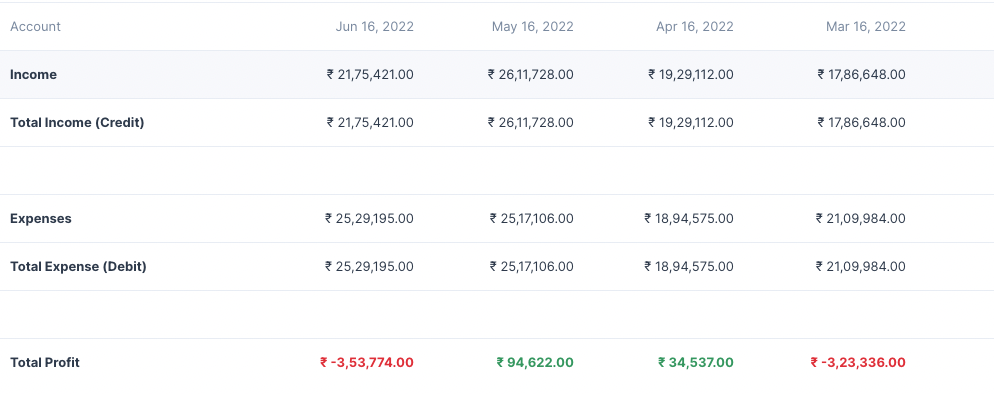 Account Jun 16, 2022 May 16, 2022 Apr 16, 2022 Mar 16, 2022
Income ₹ 21,75,421.00 ₹ 26,11,728.00 ₹ 19,29,112.00 ₹ 17,86,648.00
Total Income (Credit) ₹ 21,75,421.00 ₹ 26,11,728.00 ₹ 19,29,112.00 ₹ 17,86,648.00
Expenses ₹ 25,29,195.00 ₹ 25,17,106.00 ₹ 18,94,575.00 ₹ 21,09,984.00
Total Expense (Debit) ₹ 25,29,195.00 ₹ 25,17,106.00 ₹ 18,94,575.00 ₹ 21,09,984.00
Total Profit ₹ -3,53,774.00 ₹ 94,622.00 ₹ 34,537.00 ₹ -3,23,336.00